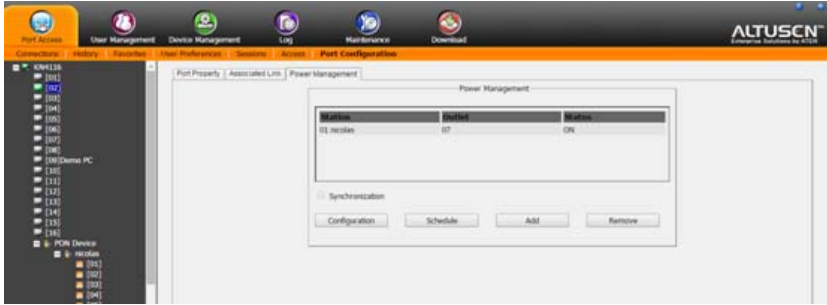 Port Access
User Management
Device Management
Log
Maintenance
Download
ALTUSCN™
Enterprise Solutions by ATEN
Connections
History
Favorites
User Preferences
Sessions
Access
Port Configuration
KN4116
[01]
[02]
[03]
[04]
[05]
[06]
[07]
[08]
[09]Demo PC
[10]
[11]
[12]
[13]
[14]
[15]
[16]
PON Device
nicolas
[01]
[02]
[03]
[04]
Port Property
Associated Link
Power Management
Power Management
Station Outlet Status
01 nicolas 07 ON
Synchronization
Configuration
Schedule
Add
Remove